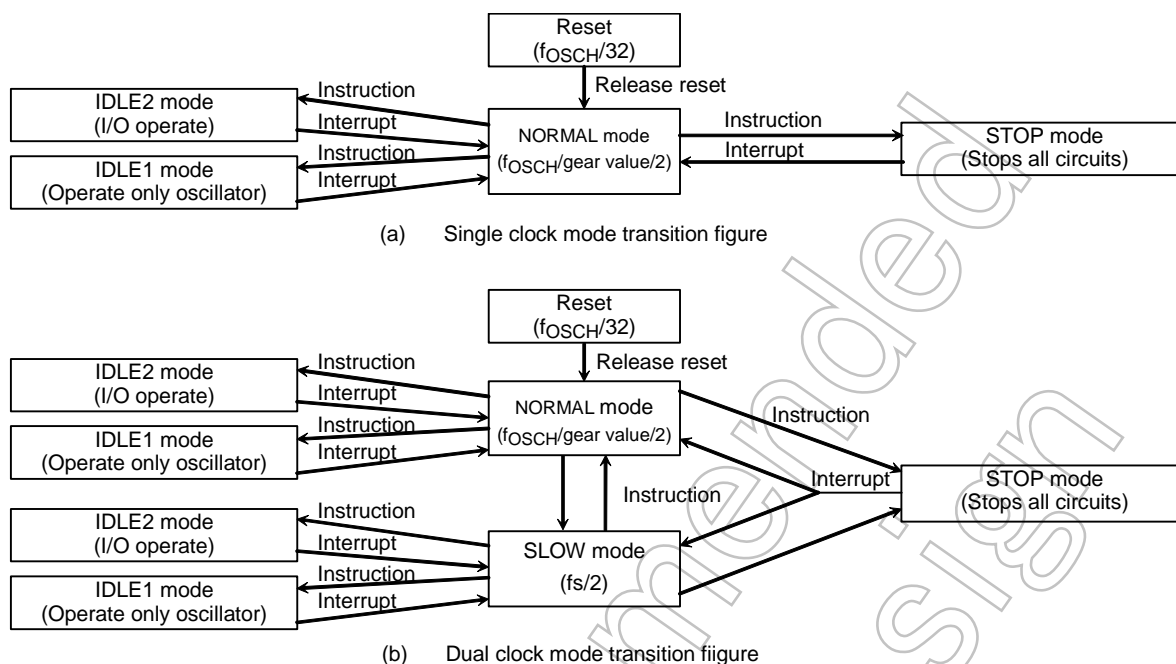 Reset
(fOSCH/32)
Release reset
Instruction
IDLE2 mode
(I/O operate)
Interrupt
Instruction
IDLE1 mode
(Operate only oscillator)
Interrupt
NORMAL mode
(fOSCH/gear value/2)
Instruction
Interrupt
STOP mode
(Stops all circuits)
(a) Single clock mode transition figure
Reset
(fOSCH/32)
Release reset
Instruction
IDLE2 mode
(I/O operate)
Interrupt
Instruction
IDLE1 mode
(Operate only oscillator)
Interrupt
NORMAL mode
(fOSCH/gear value/2)
Instruction
Instruction
Interrupt
STOP mode
(Stops all circuits)
Instruction
IDLE2 mode
(I/O operate)
Interrupt
Instruction
IDLE1 mode
(Operate only oscillator)
Interrupt
SLOW mode
(fs/2)
(b) Dual clock mode transition fiigure
mended
sign